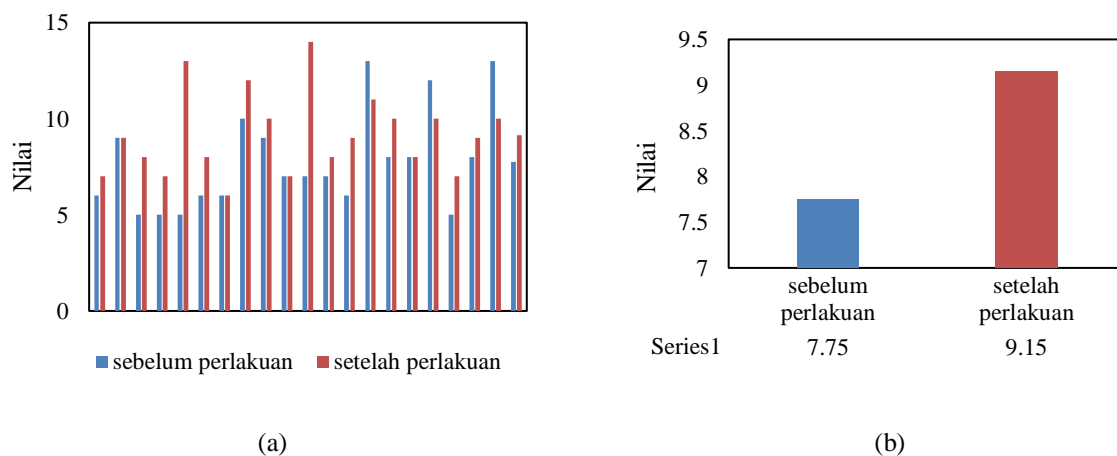 15
10
5
0
Nilai
sebelum perlakuan setelah perlakuan
(a)
9.5
9
8.5
8
7.5
7
Nilai
sebelum perlakuan
setelah perlakuan
Series1 7.75 9.15
(b)